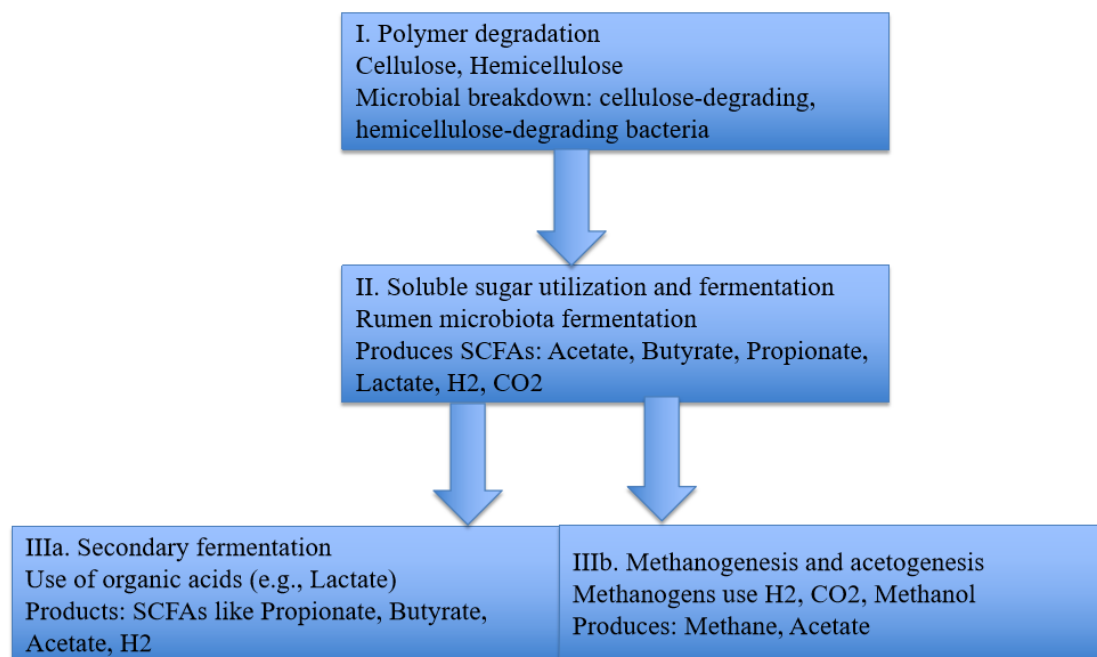 I. Polymer degradation
Cellulose, Hemicellulose
Microbial breakdown: cellulose-degrading,
hemicellulose-degrading bacteria
II. Soluble sugar utilization and fermentation
Rumen microbiota fermentation
Produces SCFAs: Acetate, Butyrate, Propionate,
Lactate, H2, CO2
IIIa. Secondary fermentation
Use of organic acids (e.g., Lactate)
Products: SCFAs like Propionate, Butyrate,
Acetate, H2
IIIb. Methanogenesis and acetogenesis
Methanogens use H2, CO2, Methanol
Produces: Methane, Acetate